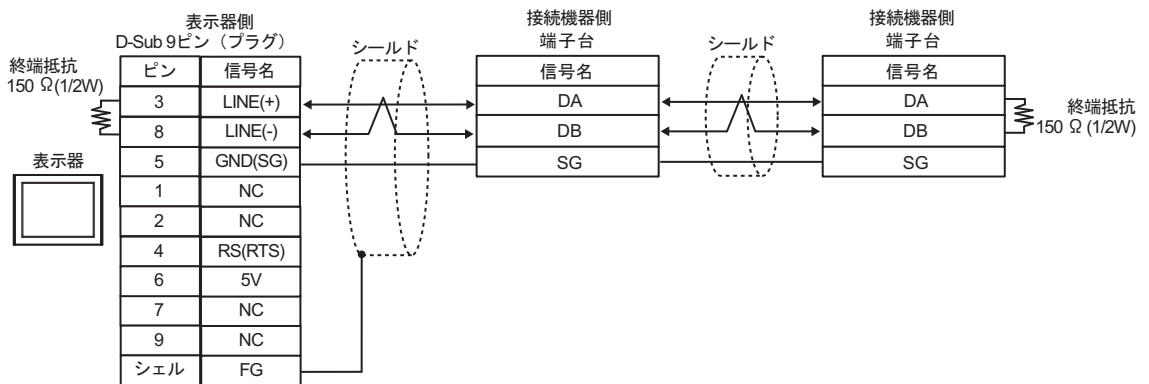 表示器側
D-Sub 9ピン（プラグ）
終端抵抗
150 Ω(1/2W)
表示器
ピン 信号名
3 LINE(+)
8 LINE(-)
5 GND(SG)
1 NC
2 NC
4 RS(RTS)
6 5V
7 NC
9 NC
シェル FG
シールド
接続機器側
端子台
信号名
DA
DB
SG
シールド
接続機器側
端子台
信号名
DA
DB
SG
終端抵抗
150 Ω (1/2W)